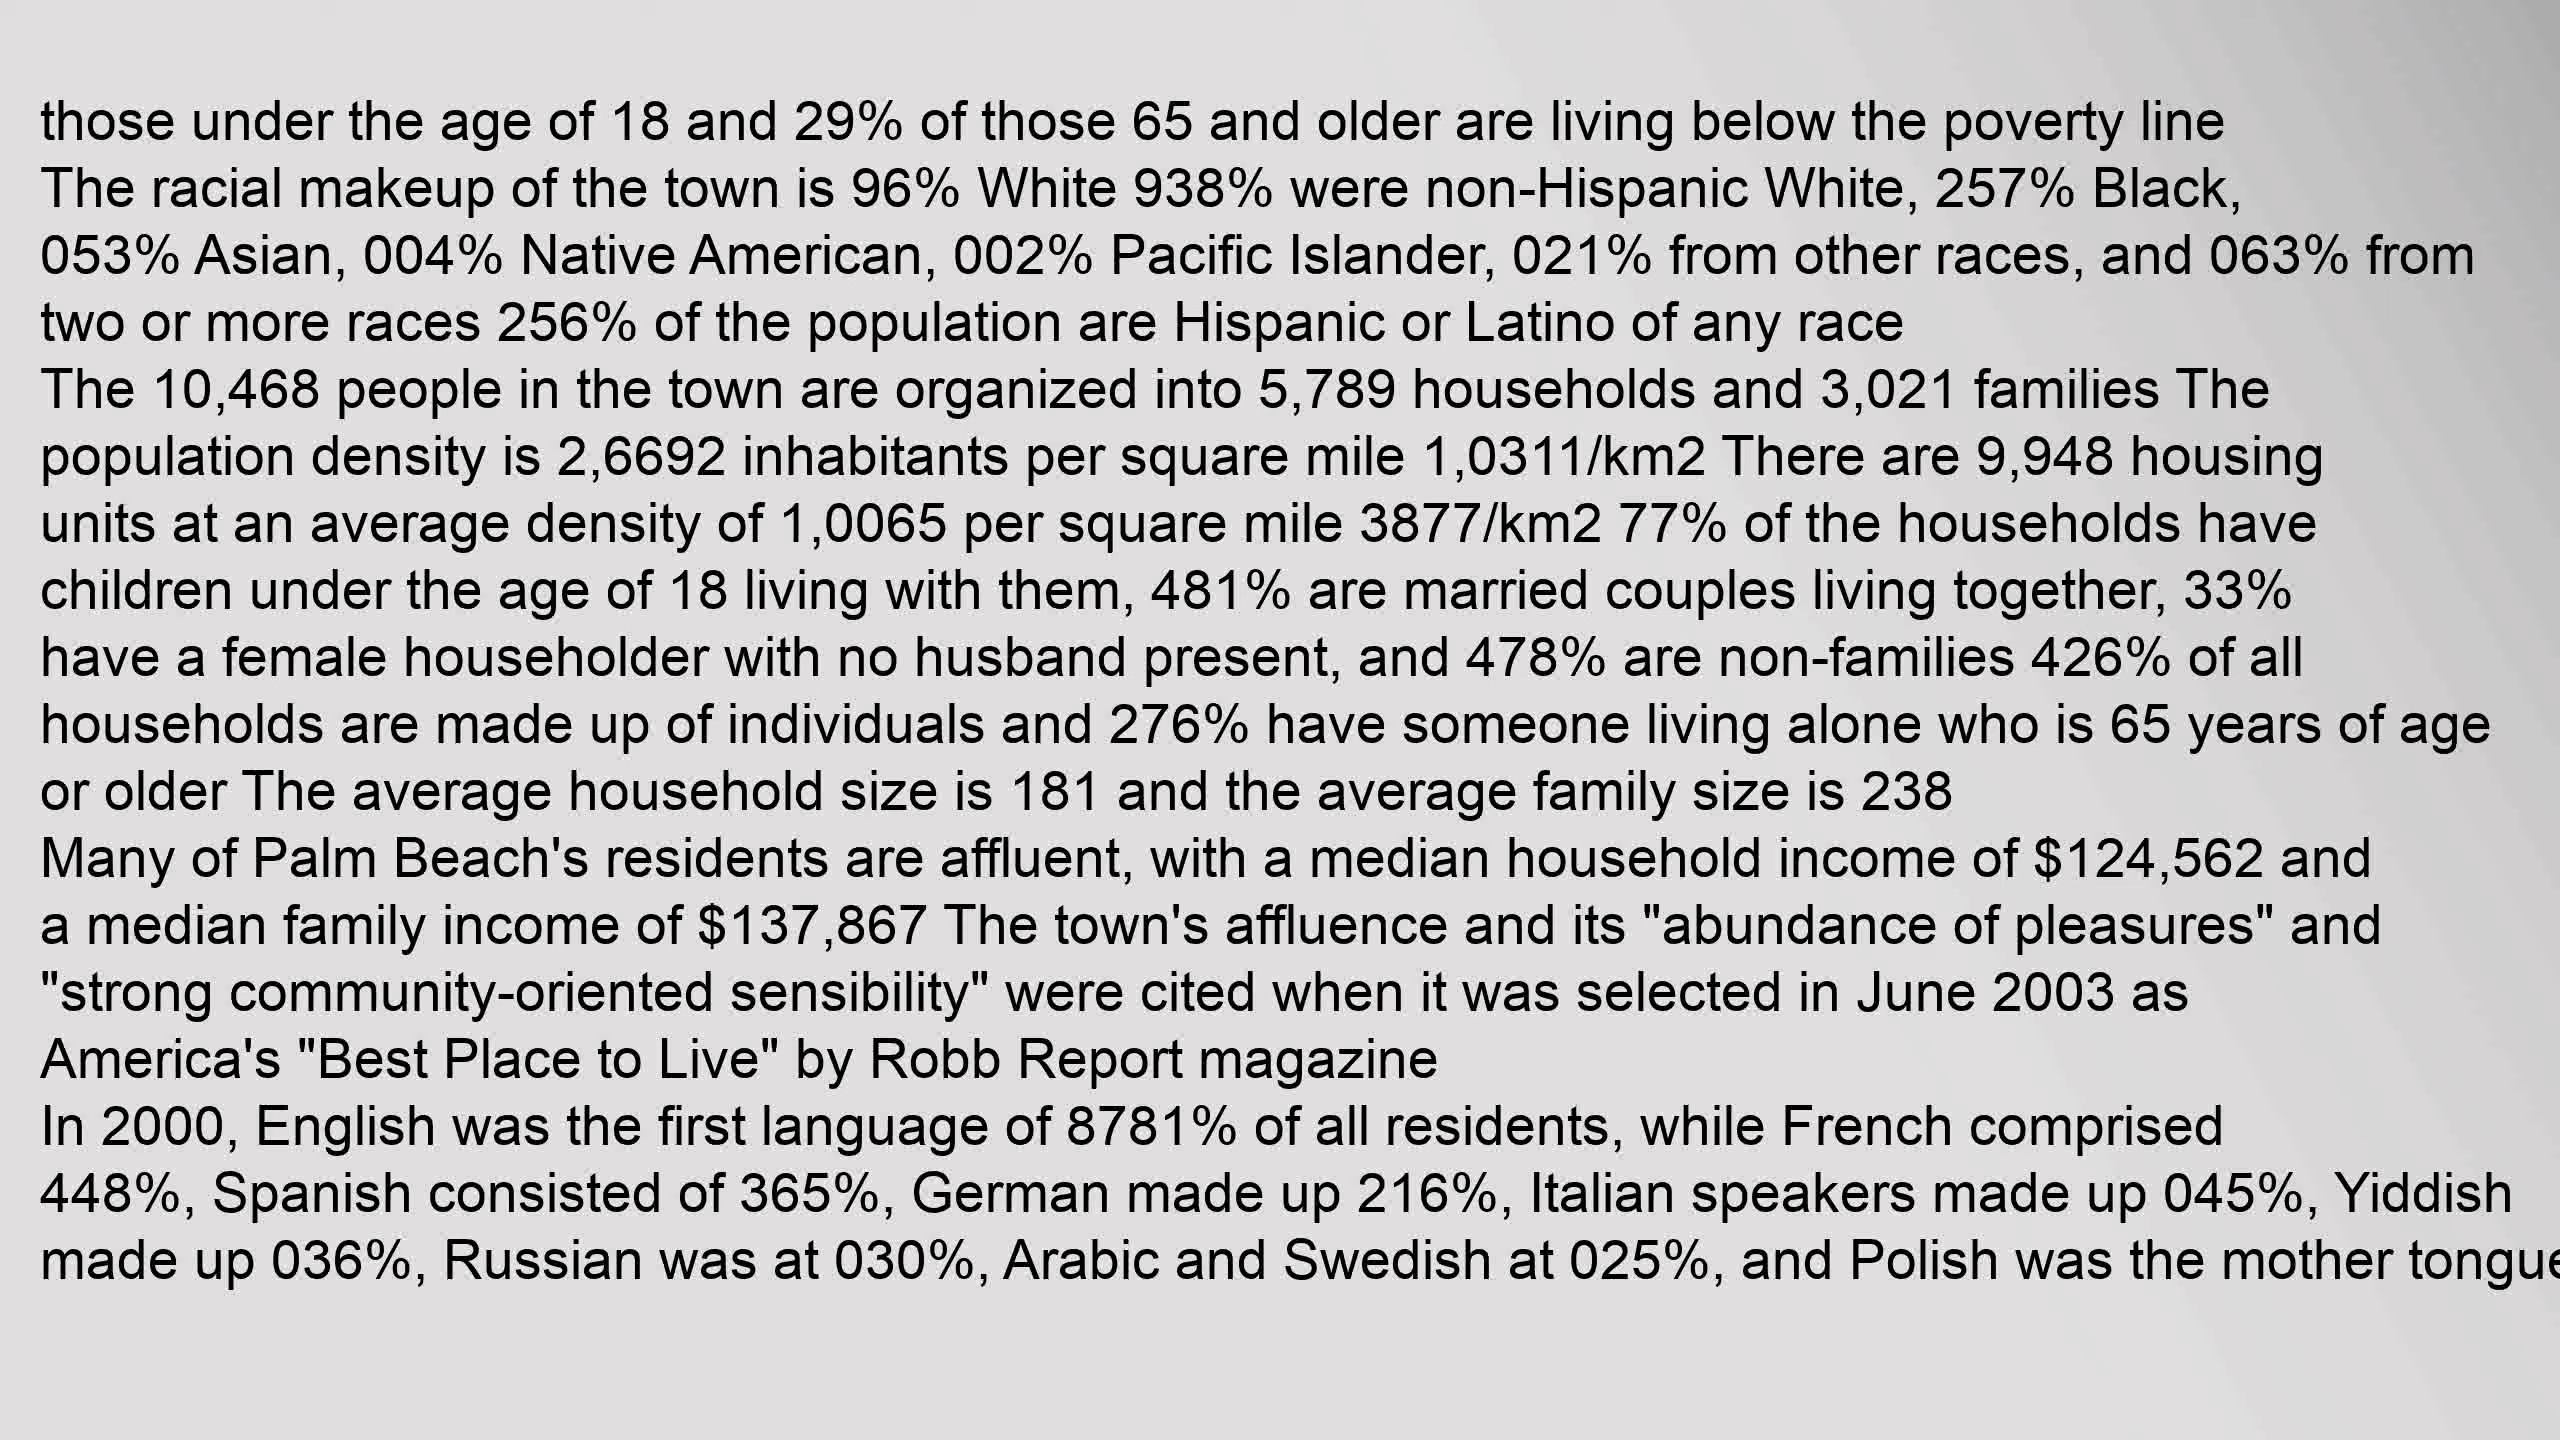 those under the age of 18 and 29% of those 65 and older are living below the poverty line
The racial makeup of the town is 96% White 938% were non-Hispanic White, 257% Black,
053% Asian, 004% Native American, 002% Pacific Islander, 021% from other races, and 063% from
two or more races 256% of the population are Hispanic or Latino of any race
The 10,468 people in the town are organized into 5,789 households and 3,021 families The
population density is 2,6692 inhabitants per square mile 1,0311/km2 There are 9,948 housing
units at an average density of 1,0065 per square mile 3877/km2 77% of the households have
children under the age of 18 living with them, 481% are married couples living together, 33%
have a female householder with no husband present, and 478% are non-families 426% of all
households are made up of individuals and 276% have someone living alone who is 65 years of age
or older The average household size is 181 and the average family size is 238
Many of Palm Beach's residents are affluent, with a median household income of $124,562 and
a median family income of $137,867 The town's affluence and its "abundance of pleasures" and
"strong community-oriented sensibility" were cited when it was selected in June 2003 as
America's "Best Place to Live" by Robb Report magazine
In 2000, English was the first language of 8781% of all residents, while French comprised
448%, Spanish consisted of 365%, German made up 216%, Italian speakers made up 045%, Yiddish
made up 036%, Russian was at 030%, Arabic and Swedish at 025%, and Polish was the mother tongue